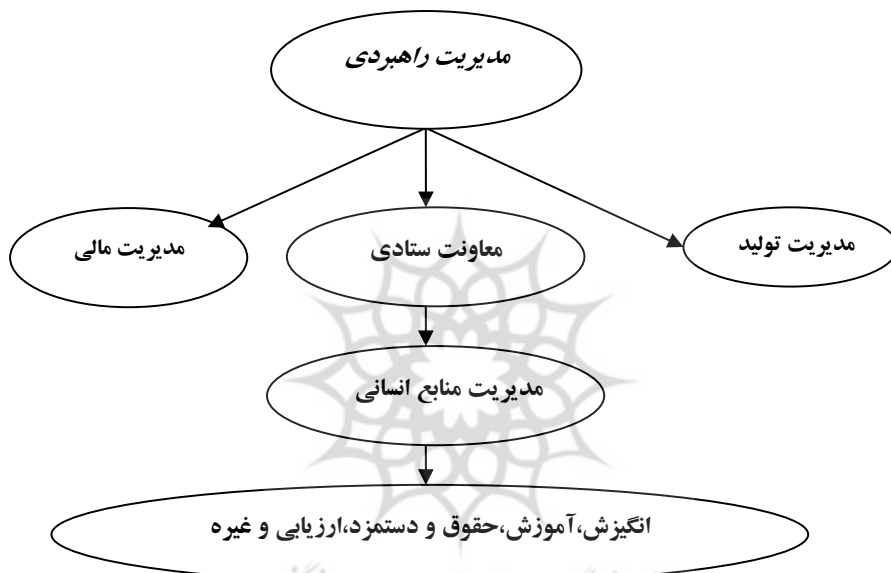 مدیریت راهبردی
مدیریت تولید
معاونت ستادی
مدیریت مالی
مدیریت منابع انسانی
انگیزش،آموزش،حقوق و دستمزد،ارزیابی و غیره